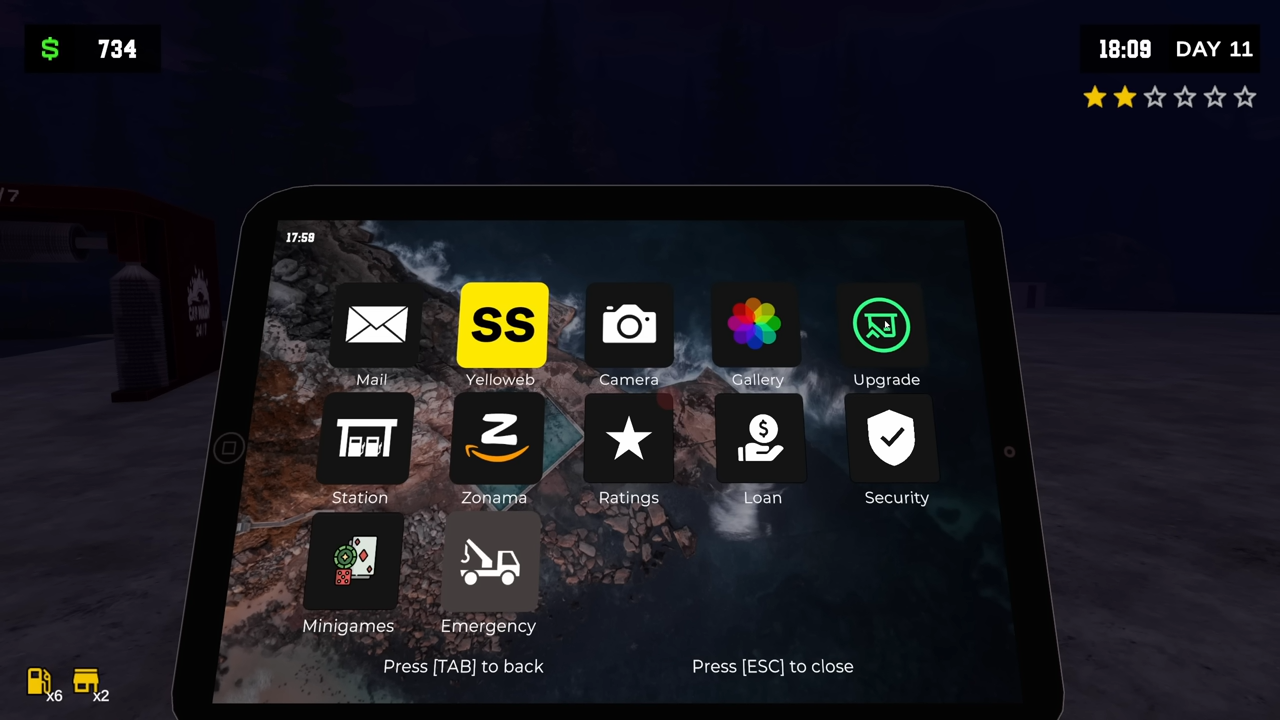 $ 734
18:09 DAY 11
/7
17:59
SS
Mail Yelloweb Camera Gallery Upgrade
Z
$
Station Zonama Ratings Loan Security
Minigames Emergency
Press [TAB] to back Press [ESC] to close
x6 x2